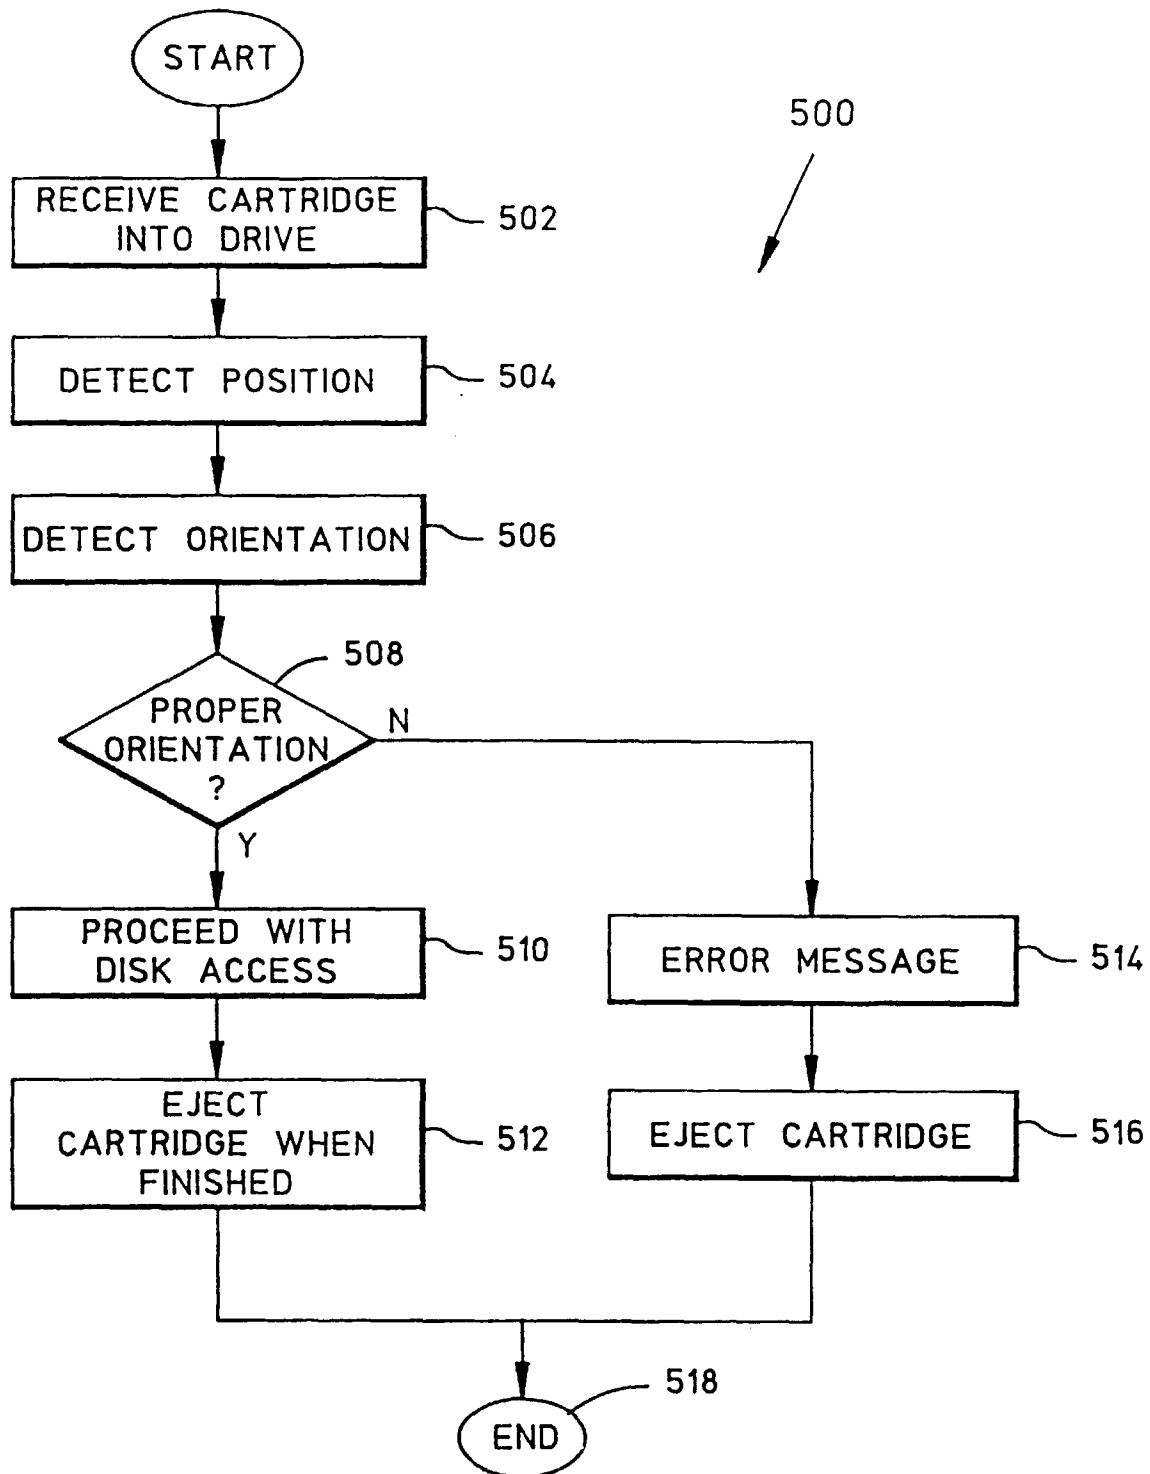 START
500
RECEIVE CARTRIDGE
INTO DRIVE
502
DETECT POSITION
504
DETECT ORIENTATION
506
508
PROPER
ORIENTATION
?
N
Y
PROCEED WITH
DISK ACCESS
510
ERROR MESSAGE
514
EJECT
CARTRIDGE WHEN
FINISHED
512
EJECT CARTRIDGE
516
518
END